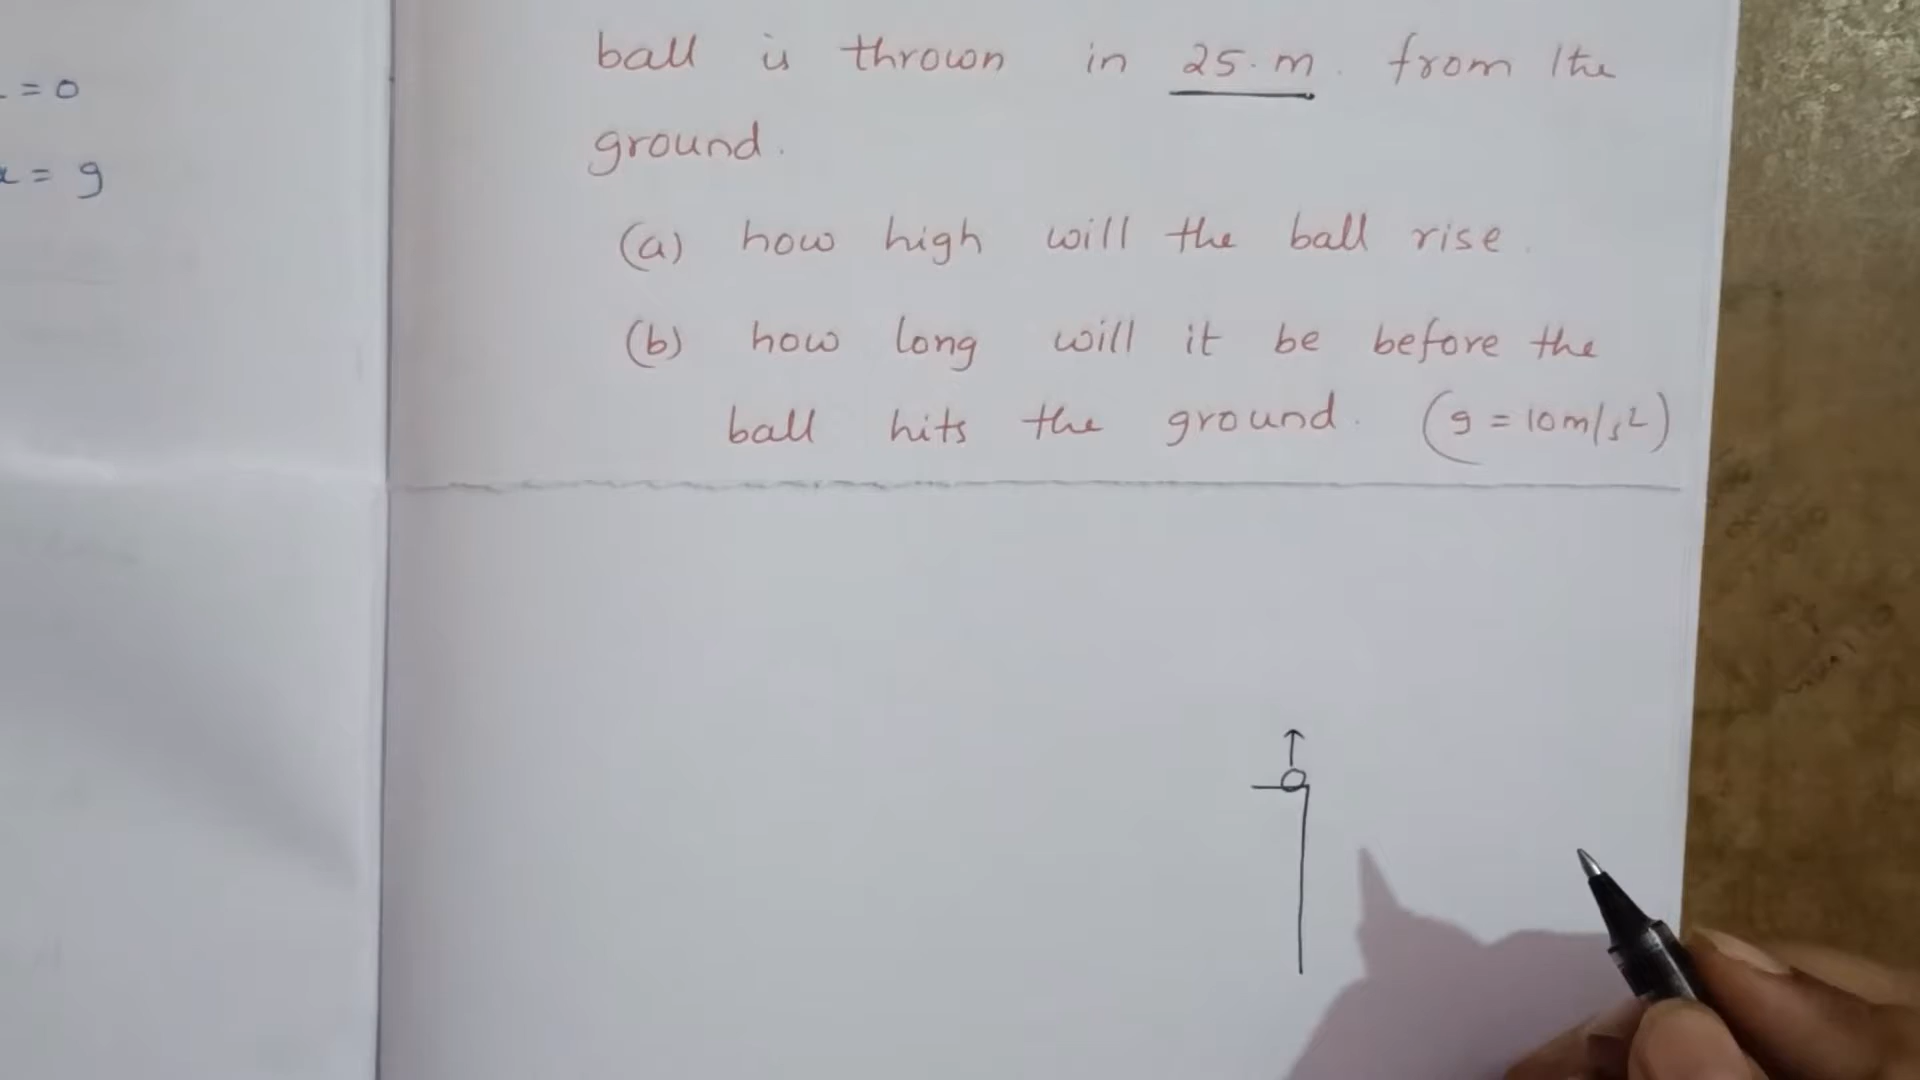 = 0
= g
ball is thrown in 25.m. from the
ground.
(a) how high will the ball rise.
(b) how long will it be before the
ball hits the ground. (g = 10m/s²)